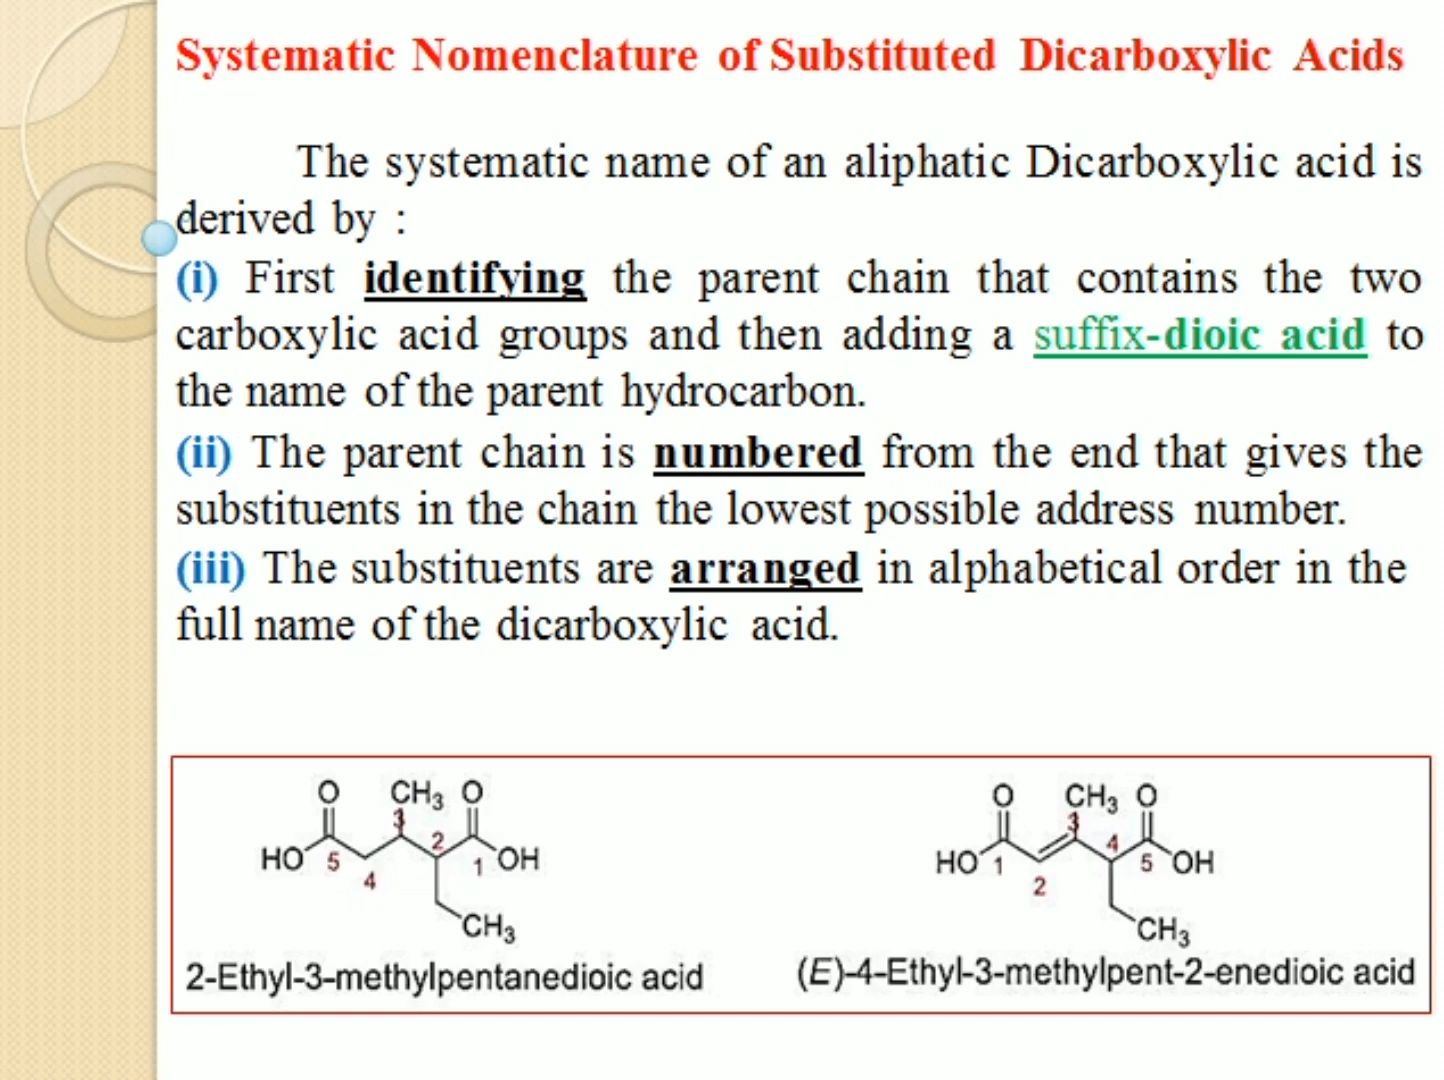 Systematic Nomenclature of Substituted Dicarboxylic Acids
The systematic name of an aliphatic Dicarboxylic acid is
derived by :
(i) First identifying the parent chain that contains the two
carboxylic acid groups and then adding a suffix-dioic acid to
the name of the parent hydrocarbon.
(ii) The parent chain is numbered from the end that gives the
substituents in the chain the lowest possible address number.
(iii) The substituents are arranged in alphabetical order in the
full name of the dicarboxylic acid.
O CH₃ O
3
2
HO 5 1 OH
4
CH₃
2-Ethyl-3-methylpentanedioic acid
O CH₃ O
3
4
HO 1 5 OH
2
CH₃
(E)-4-Ethyl-3-methylpent-2-enedioic acid